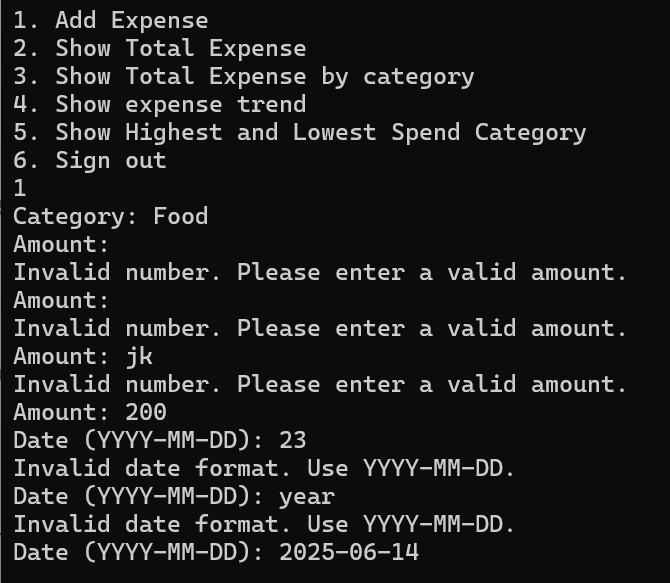 1. Add Expense
2. Show Total Expense
3. Show Total Expense by category
4. Show expense trend
5. Show Highest and Lowest Spend Category
6. Sign out
1
Category: Food
Amount:
Invalid number. Please enter a valid amount.
Amount:
Invalid number. Please enter a valid amount.
Amount: jk
Invalid number. Please enter a valid amount.
Amount: 200
Date (YYYY-MM-DD): 23
Invalid date format. Use YYYY-MM-DD.
Date (YYYY-MM-DD): year
Invalid date format. Use YYYY-MM-DD.
Date (YYYY-MM-DD): 2025-06-14